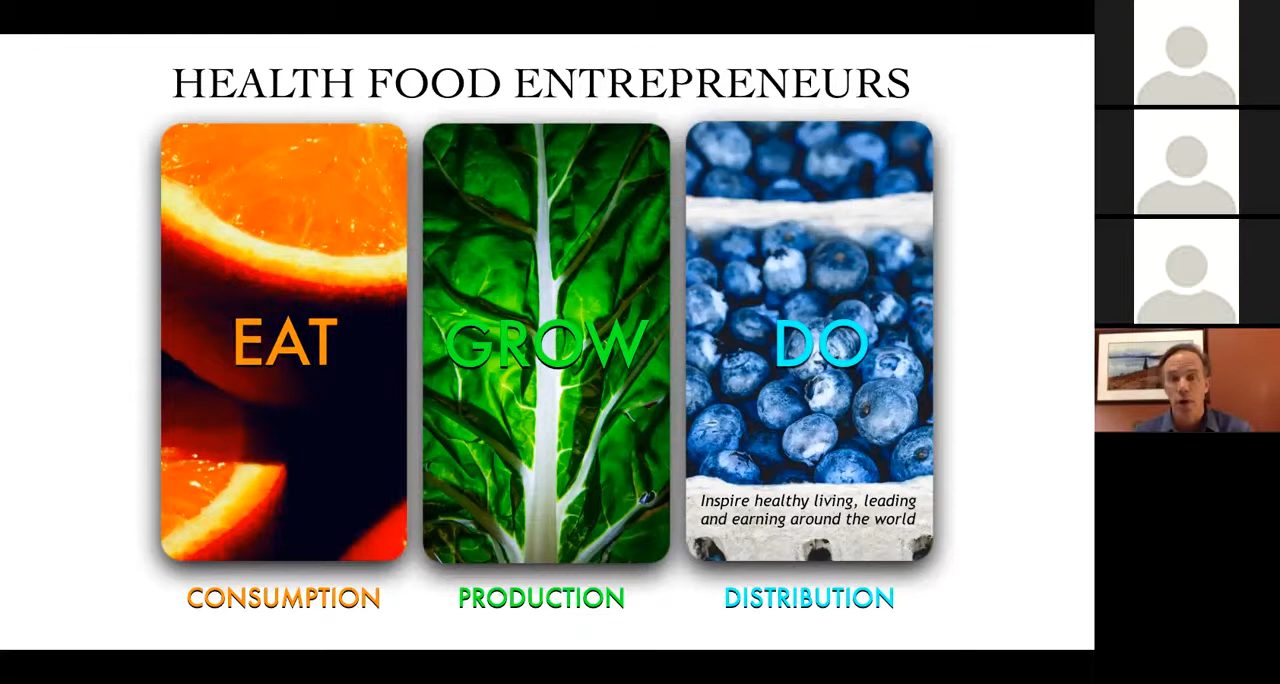 HEALTH FOOD ENTREPRENEURS
EAT
GROW
DO
Inspire healthy living, leading
and earning around the world
CONSUMPTION
PRODUCTION
DISTRIBUTION